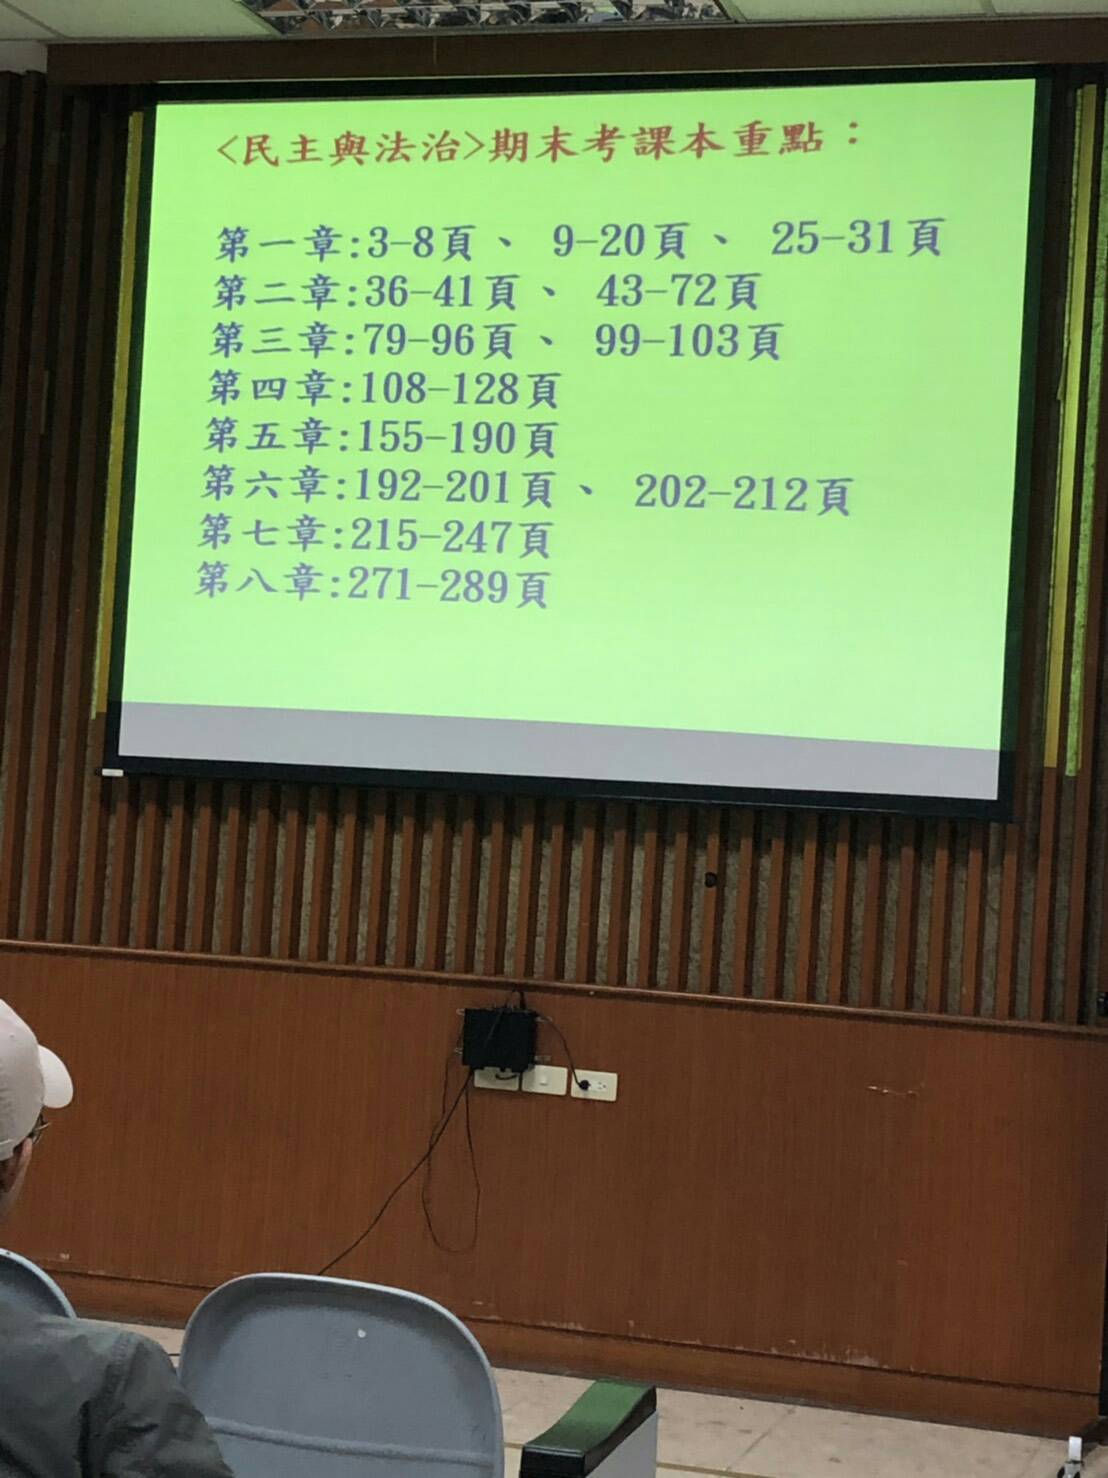 <民主與法治>期末考課本重點：
第一章:3-8頁、 9-20頁、 25-31頁
第二章:36-41頁、 43-72頁
第三章:79-96頁、 99-103頁
第四章:108-128頁
第五章:155-190頁
第六章:192-201頁、 202-212頁
第七章:215-247頁
第八章:271-289頁